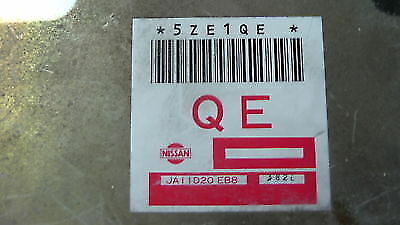 *5ZE1QE *
QE
NISSAN
JA11D20 EB8